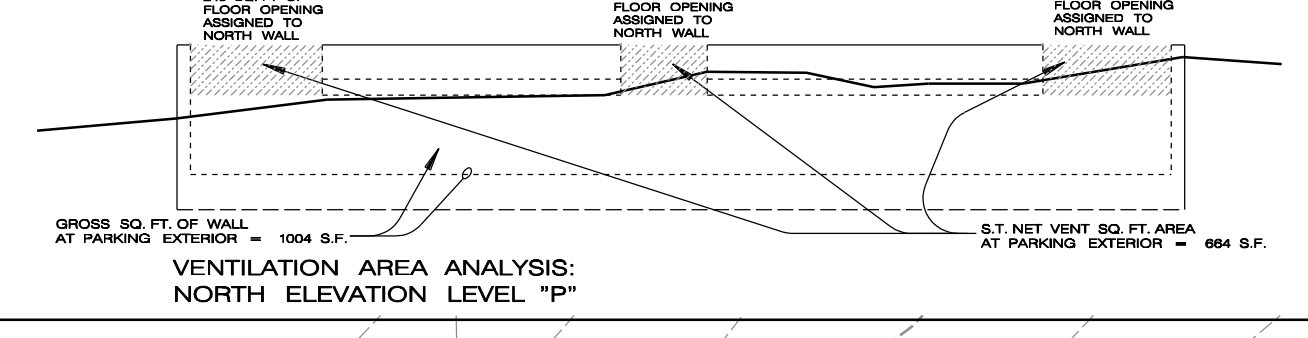 FLOOR OPENING
ASSIGNED TO
NORTH WALL
FLOOR OPENING
ASSIGNED TO
NORTH WALL
FLOOR OPENING
ASSIGNED TO
NORTH WALL
GROSS SQ. FT. OF WALL
AT PARKING EXTERIOR = 1004 S.F.
S.T. NET VENT SQ. FT. AREA
AT PARKING EXTERIOR = 664 S.F.
VENTILATION AREA ANALYSIS:
NORTH ELEVATION LEVEL "P"